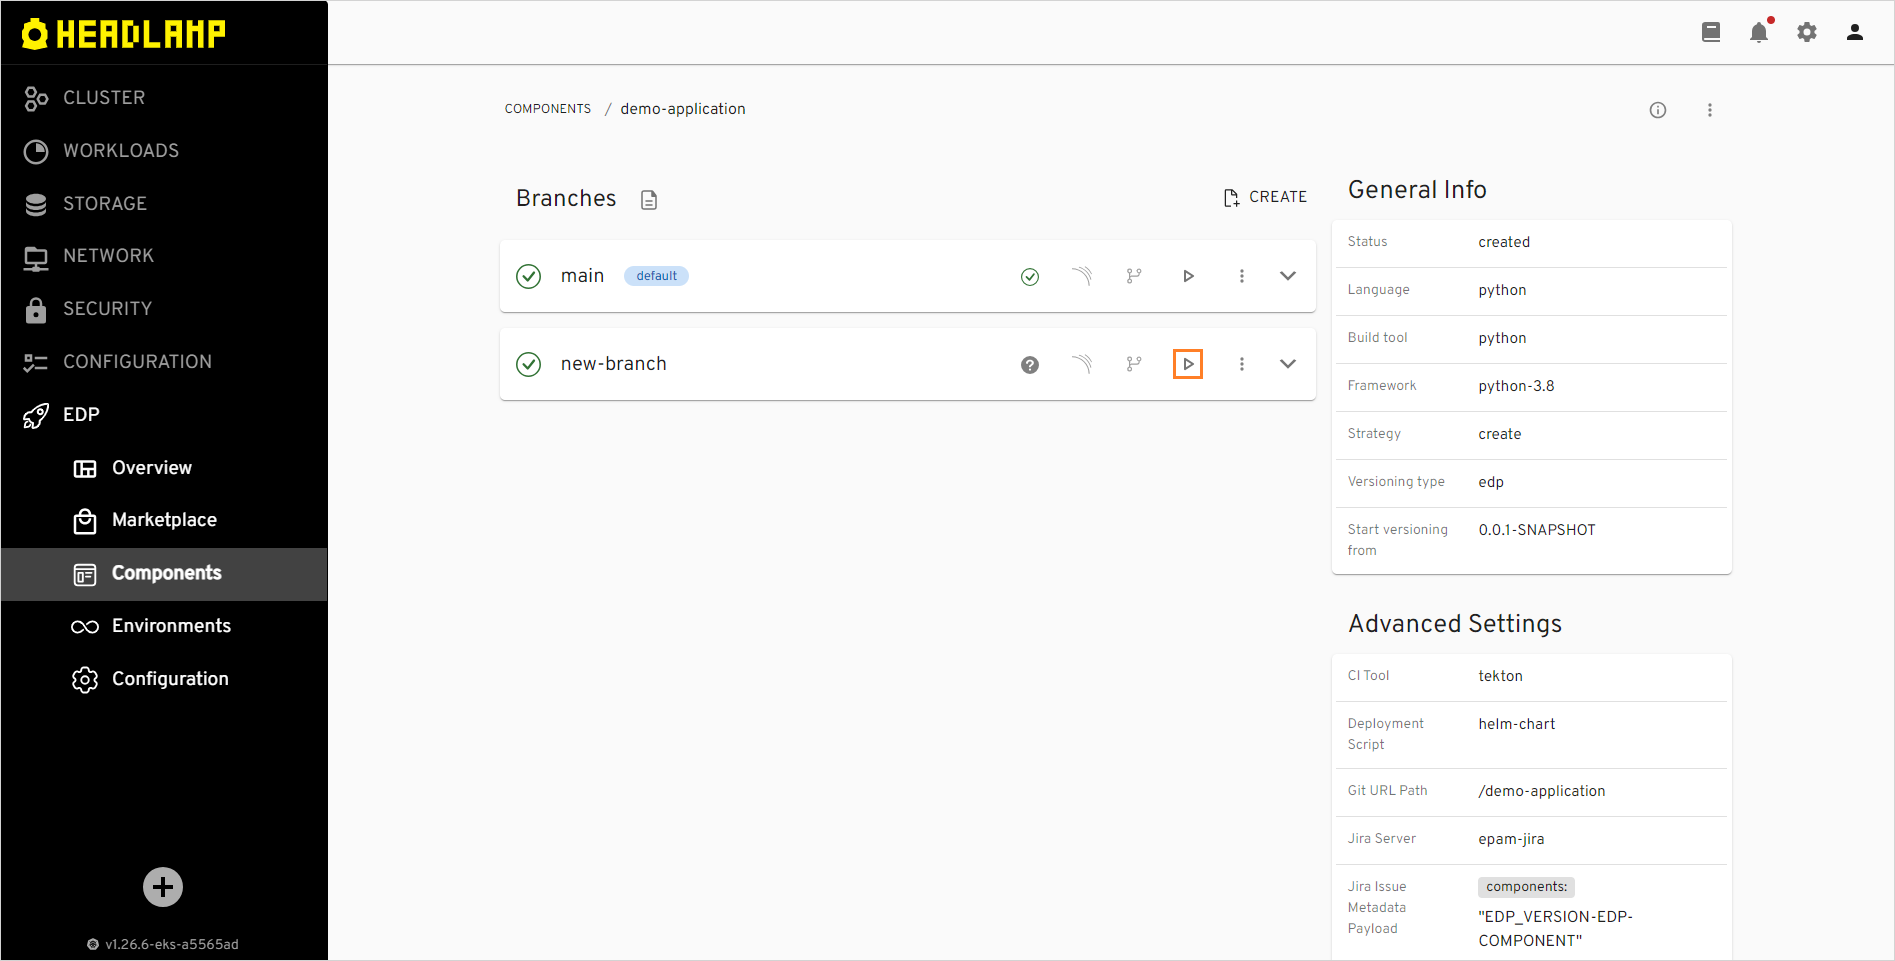 HEADLAMP
CLUSTER
WORKLOADS
STORAGE
NETWORK
SECURITY
CONFIGURATION
EDP
Overview
Marketplace
Components
Environments
Configuration
v1.26.6-eks-a5565ad
COMPONENTS / demo-application
Branches
CREATE
main default
new-branch
General Info
Status created
Language python
Build tool python
Framework python-3.8
Strategy create
Versioning type edp
Start versioning 0.0.1-SNAPSHOT
from
Advanced Settings
CI Tool tekton
Deployment helm-chart
Script
Git URL Path /demo-application
Jira Server epam-jira
Jira Issue components:
Metadata "EDP_VERSION-EDP-
Payload COMPONENT"